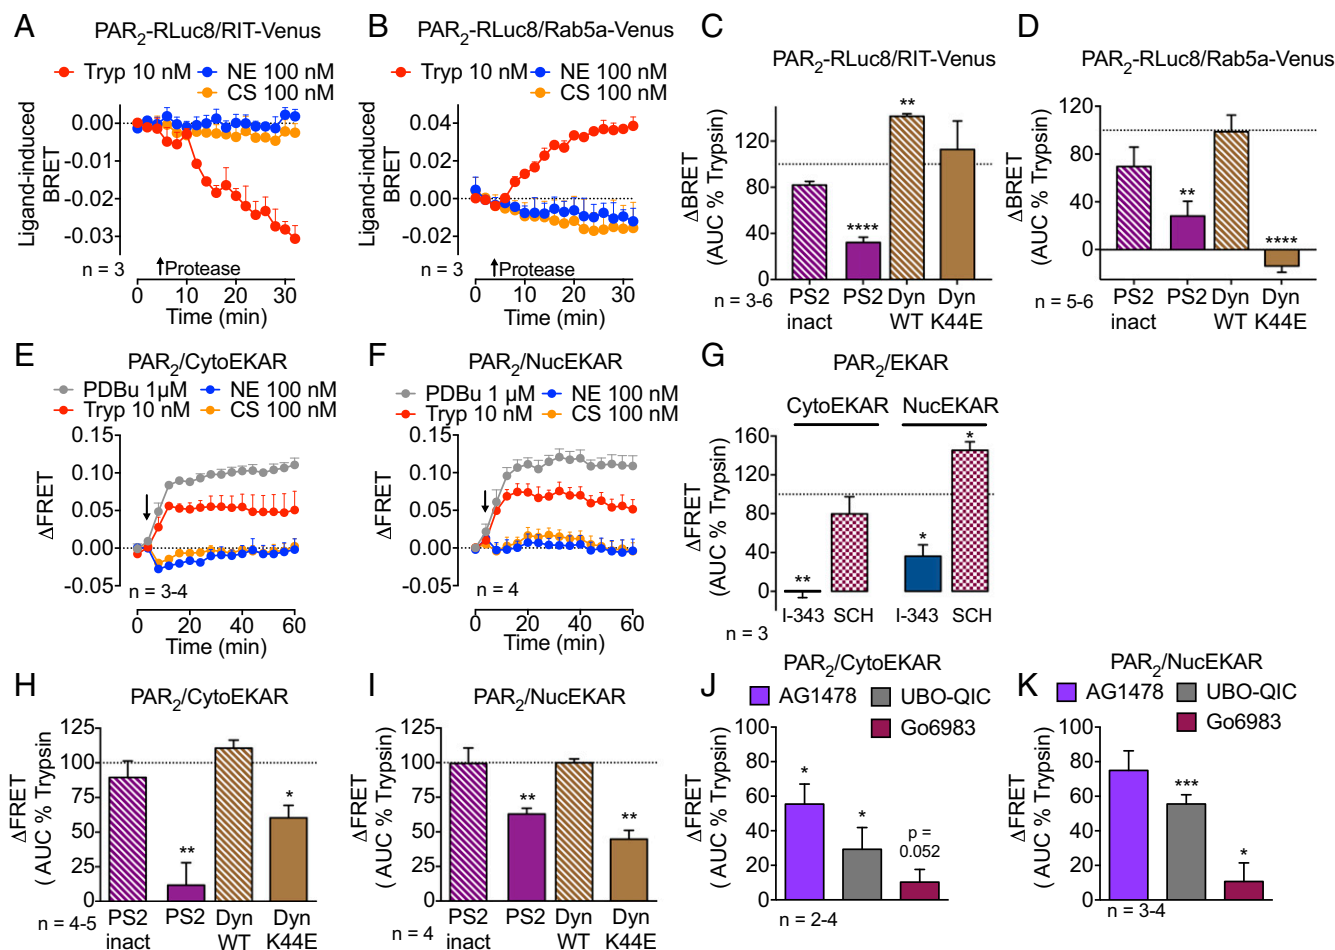 A
PAR2-RLuc8/RIT-Venus
Tryp 10 nM
NE 100 nM
CS 100 nM
Ligand-induced
BRET
0.00
-0.01
-0.02
-0.03
n = 3
Protease
0 10 20 30
Time (min)
B
PAR2-RLuc8/Rab5a-Venus
Tryp 10 nM
NE 100 nM
CS 100 nM
Ligand-induced
BRET
0.04
0.02
0.00
-0.02
n = 3
Protease
0 10 20 30
Time (min)
C
PAR2-RLuc8/RIT-Venus
ΔBRET
(AUC % Trypsin)
120
80
40
0
****
**
n = 3-6
PS2 inact
PS2
Dyn WT
Dyn K44E
D
PAR2-RLuc8/Rab5a-Venus
ΔBRET
(AUC % Trypsin)
120
80
40
0
**
****
n = 5-6
PS2 inact
PS2
Dyn WT
Dyn K44E
E
PAR2/CytoEKAR
PDBu 1µM
NE 100 nM
Tryp 10 nM
CS 100 nM
ΔFRET
0.15
0.10
0.05
0.00
-0.05
n = 3-4
0 20 40 60
Time (min)
F
PAR2/NucEKAR
PDBu 1 µM
NE 100 nM
Tryp 10 nM
CS 100 nM
ΔFRET
0.15
0.10
0.05
0.00
-0.05
n = 4
0 20 40 60
Time (min)
G
PAR2/EKAR
CytoEKAR
NucEKAR
ΔFRET
(AUC % Trypsin)
160
120
80
40
0
**
*
*
I-343 SCH I-343 SCH
n = 3
H
PAR2/CytoEKAR
ΔFRET
( AUC % Trypsin)
125
100
75
50
25
0
**
*
n = 4-5
PS2 inact
PS2
Dyn WT
Dyn K44E
I
PAR2/NucEKAR
ΔFRET
( AUC % Trypsin)
125
100
75
50
25
0
**
**
n = 4
PS2 inact
PS2
Dyn WT
Dyn K44E
J
PAR2/CytoEKAR
AG1478
UBO-QIC
Go6983
ΔFRET
( AUC % Trypsin)
100
80
60
40
20
0
*
*
p =
0.052
n = 2-4
K
PAR2/NucEKAR
AG1478
UBO-QIC
Go6983
ΔFRET
( AUC % Trypsin)
100
80
60
40
20
0
***
*
n = 3-4